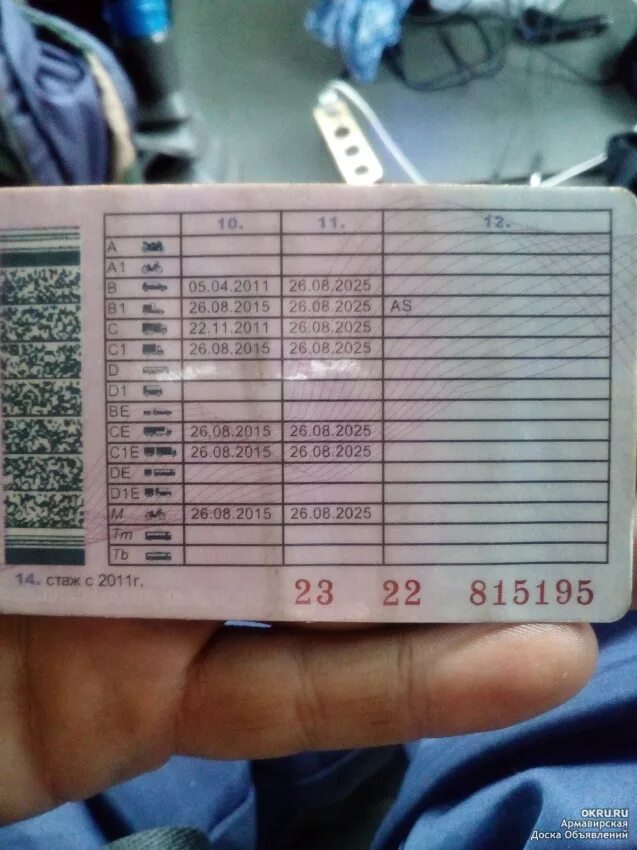 10. 11. 12.
A
A1
B 05.04.2011 26.08.2025
B1 26.08.2015 26.08.2025 AS
C 22.11.2011 26.08.2025
C1 26.08.2015 26.08.2025
D
D1
BE
CE 26.08.2015 26.08.2025
C1E 26.08.2015 26.08.2025
DE
D1E
M 26.08.2015 26.08.2025
Tm
Tb
14. стаж с 2011г.
23 22 815195
OKRU.RU
Армавирская
Доска Объявлений